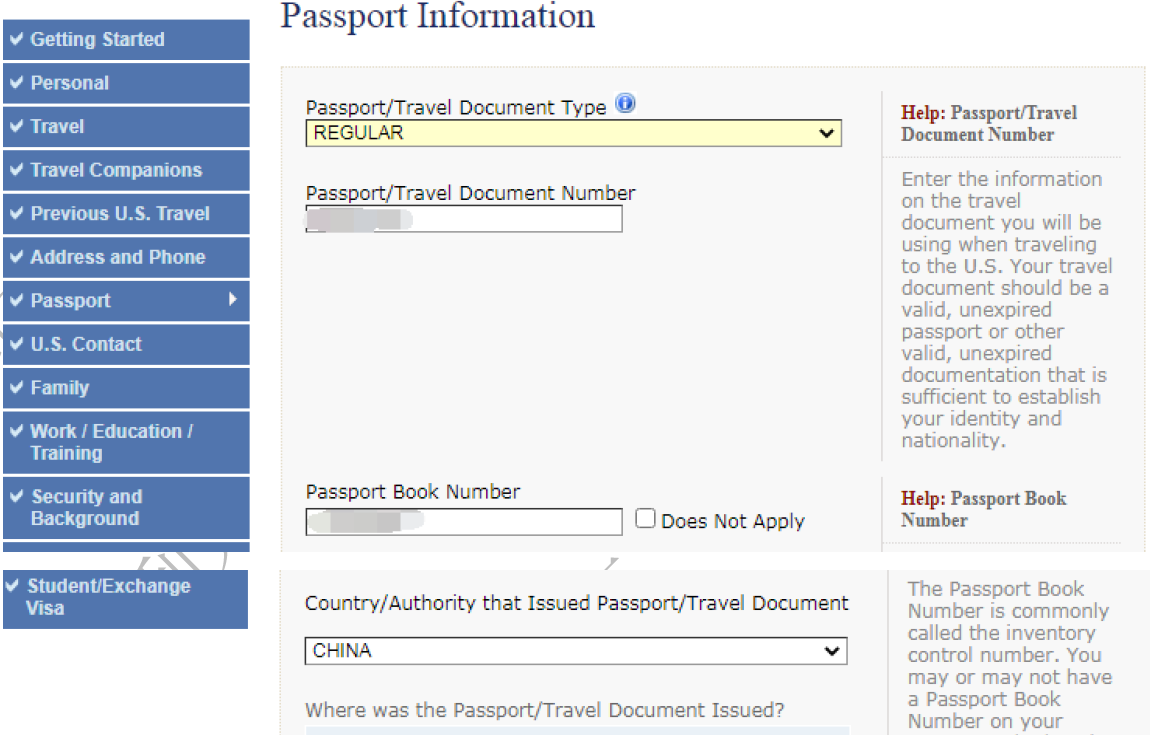 Passport Information
Getting Started
Personal
Travel
Travel Companions
Previous U.S. Travel
Address and Phone
Passport
U.S. Contact
Family
Work / Education /
Training
Security and
Background
Student/Exchange
Visa
Passport/Travel Document Type
REGULAR
Passport/Travel Document Number
Passport Book Number
Does Not Apply
Country/Authority that Issued Passport/Travel Document
CHINA
Where was the Passport/Travel Document Issued?
Help: Passport/Travel
Document Number
Enter the information
on the travel
document you will be
using when traveling
to the U.S. Your travel
document should be a
valid, unexpired
passport or other
valid, unexpired
documentation that is
sufficient to establish
your identity and
nationality.
Help: Passport Book
Number
The Passport Book
Number is commonly
called the inventory
control number. You
may or may not have
a Passport Book
Number on your